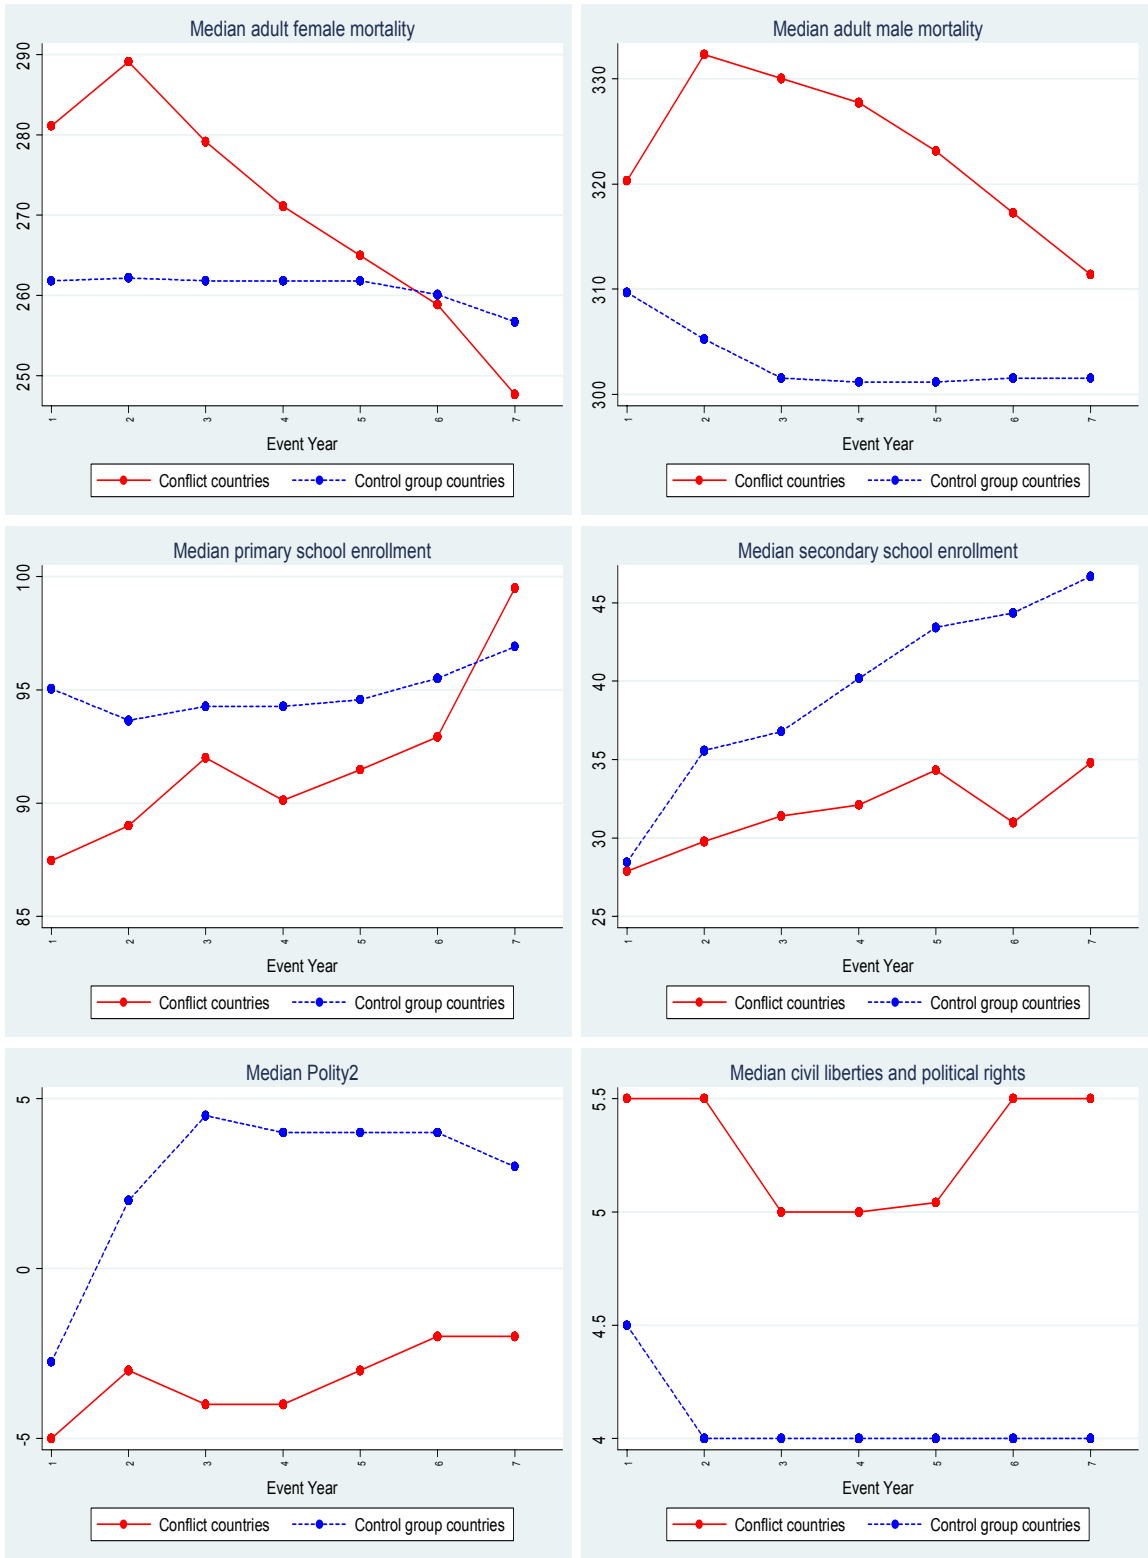 Median adult female mortality
290
280
270
260
250
1 2 3 4 5 6 7
Event Year
Conflict countries Control group countries
Median adult male mortality
330
320
310
300
1 2 3 4 5 6 7
Event Year
Conflict countries Control group countries
Median primary school enrollment
100
95
90
85
1 2 3 4 5 6 7
Event Year
Conflict countries Control group countries
Median secondary school enrollment
45
40
35
30
25
1 2 3 4 5 6 7
Event Year
Conflict countries Control group countries
Median Polity2
5
0
-5
1 2 3 4 5 6 7
Event Year
Conflict countries Control group countries
Median civil liberties and political rights
5.5
5
4.5
4
1 2 3 4 5 6 7
Event Year
Conflict countries Control group countries